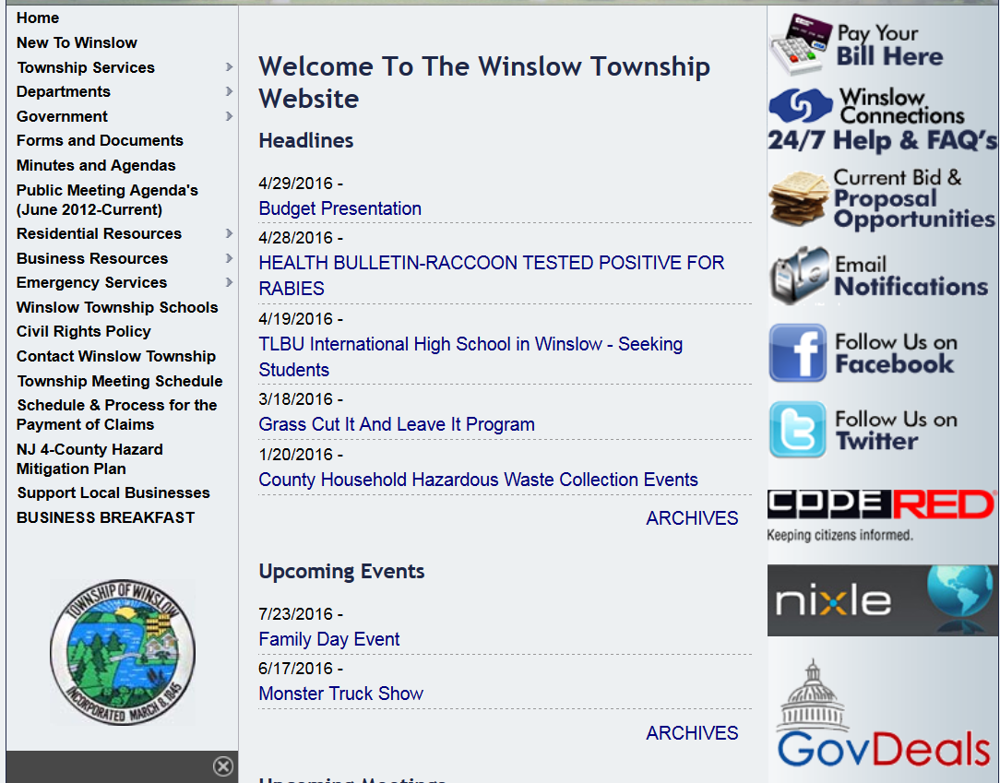 Home
New To Winslow
Township Services
Departments
Government
Forms and Documents
Minutes and Agendas
Public Meeting Agenda's
(June 2012-Current)
Residential Resources
Business Resources
Emergency Services
Winslow Township Schools
Civil Rights Policy
Contact Winslow Township
Township Meeting Schedule
Schedule & Process for the
Payment of Claims
NJ 4-County Hazard
Mitigation Plan
Support Local Businesses
BUSINESS BREAKFAST
TOWNSHIP OF WINSLOW
INCORPORATED MARCH 8, 1845
Welcome To The Winslow Township
Website
Headlines
4/29/2016 -
Budget Presentation
4/28/2016 -
HEALTH BULLETIN-RACCOON TESTED POSITIVE FOR
RABIES
4/19/2016 -
TLBU International High School in Winslow - Seeking
Students
3/18/2016 -
Grass Cut It And Leave It Program
1/20/2016 -
County Household Hazardous Waste Collection Events
ARCHIVES
Upcoming Events
7/23/2016 -
Family Day Event
6/17/2016 -
Monster Truck Show
ARCHIVES
Upcoming Meetings
Pay Your
Bill Here
Winslow
Connections
24/7 Help & FAQ's
Current Bid &
Proposal
Opportunities
Email
Notifications
Follow Us on
Facebook
Follow Us on
Twitter
CODE RED
Keeping citizens informed.
nixle
GovDeals